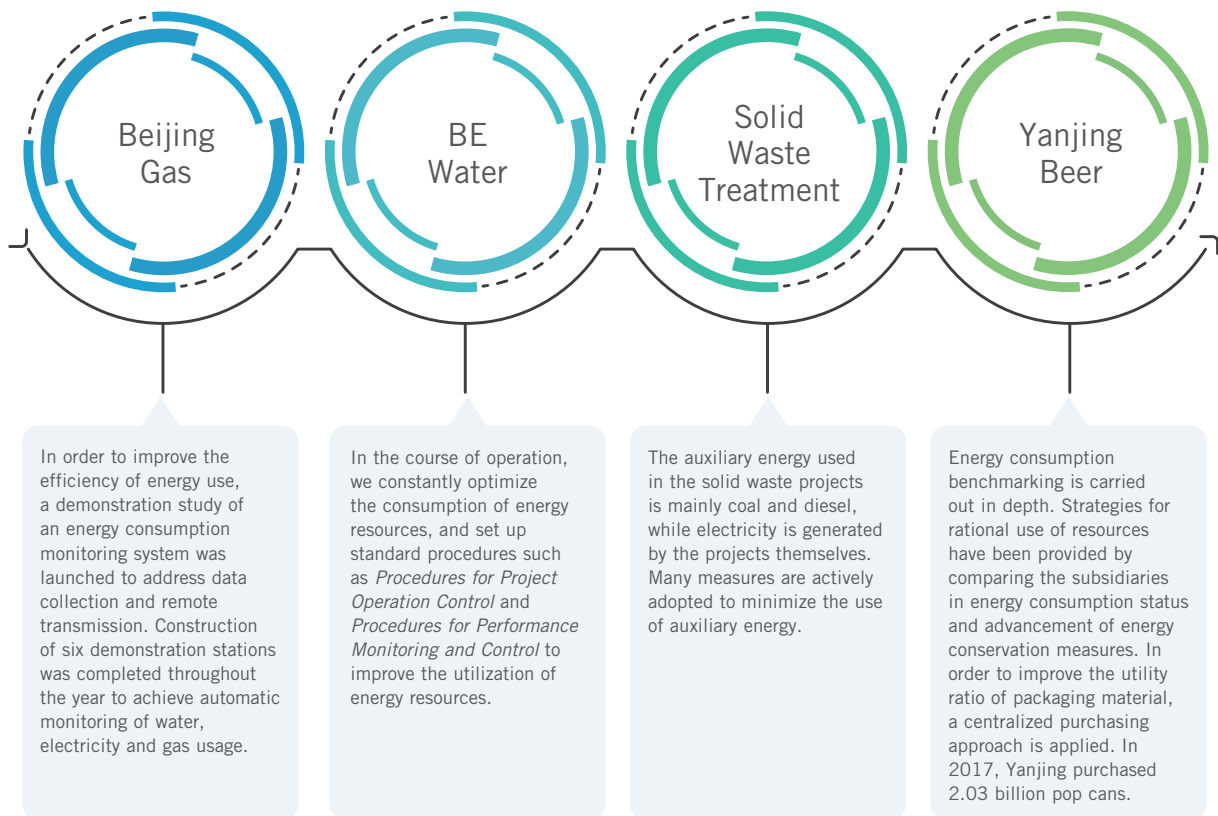 Beijing
Gas
BE
Water
Solid
Waste
Treatment
Yanjing
Beer
In order to improve the
efficiency of energy use,
a demonstration study of
an energy consumption
monitoring system was
launched to address data
collection and remote
transmission. Construction
of six demonstration stations
was completed throughout
the year to achieve automatic
monitoring of water,
electricity and gas usage.
In the course of operation,
we constantly optimize
the consumption of energy
resources, and set up
standard procedures such
as Procedures for Project
Operation Control and
Procedures for Performance
Monitoring and Control to
improve the utilization of
energy resources.
The auxiliary energy used
in the solid waste projects
is mainly coal and diesel,
while electricity is generated
by the projects themselves.
Many measures are actively
adopted to minimize the use
of auxiliary energy.
Energy consumption
benchmarking is carried
out in depth. Strategies for
rational use of resources
have been provided by
comparing the subsidiaries
in energy consumption status
and advancement of energy
conservation measures. In
order to improve the utility
ratio of packaging material,
a centralized purchasing
approach is applied. In
2017, Yanjing purchased
2.03 billion pop cans.